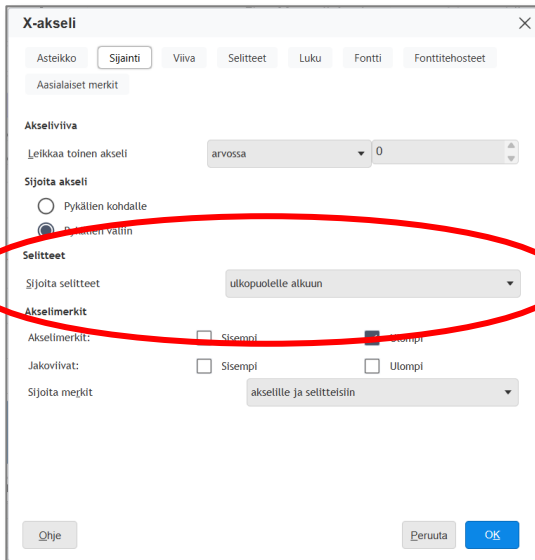 X-akseli
Asteikko Sijainti Viiva Selitteet Luku Fontti Fonttitehosteet
Aasialaiset merkit
Akseliviiva
Leikkaa toinen akseli arvossa 0
Sijoita akseli
Pykälien kohdalle
Pykälien väliin
Selitteet
Sijoita selitteet ulkopuolelle alkuun
Akselimerkit
Akselimerkit: Sisempi Ulompi
Jakoviivat: Sisempi Ulompi
Sijoita merkit akselille ja selitteisiin
Ohje Peruuta OK